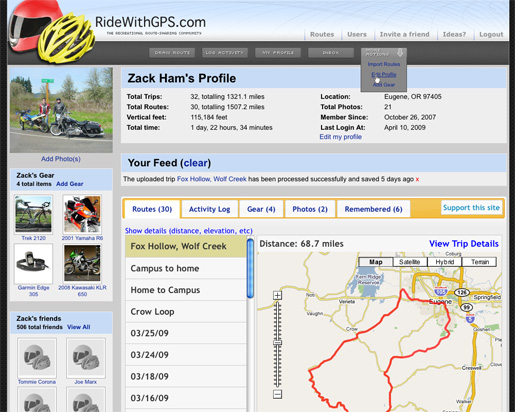 RideWithGPS.com
THE RECREATIONAL ROUTE-SHARING COMMUNITY
Routes | Users | Invite a friend | Ideas? | Logout
DRAW ROUTE
LOG HOTSHEETS
MY PROFILE
INBOX
MORE ACTIONS
Import Routes
Edit Profile
Add Gear
Add Photo(s)
Zack's Gear
4 total items Add Gear
Trek 2120
2001 Yamaha R6
Garmin Edge 305
2008 Kawasaki KLR 650
Zack's friends
506 total friends View All
Tommie Corona
Joe Marx
Zack Ham's Profile
Total Trips: 32, totalling 1321.1 miles
Total Routes: 30, totalling 1507.2 miles
Vertical feet: 115,184 feet
Total time: 1 day, 22 hours, 34 minutes
Location: Eugene, OR 97405
Total Photos: 21
Member Since: October 26, 2007
Last Login At: April 10, 2009
Edit my profile
Your Feed (clear)
The uploaded trip Fox Hollow, Wolf Creek has been processed successfully and saved 5 days ago x
Routes (30)
Activity Log
Gear (4)
Photos (2)
Remembered (6)
Support this site
Show details (distance, elevation, etc)
Fox Hollow, Wolf Creek
Campus to home
Home to Campus
Crow Loop
03/25/09
03/24/09
03/18/09
03/16/09
Distance: 68.7 miles
View Trip Details
Map
Satellite
Hybrid
Terrain
Coburg
Fern Ridge
Reservoir
Noti
Veneta
Eugene
Springfield
99
Vaughn
Crow
Goshen
Creswell
Walker